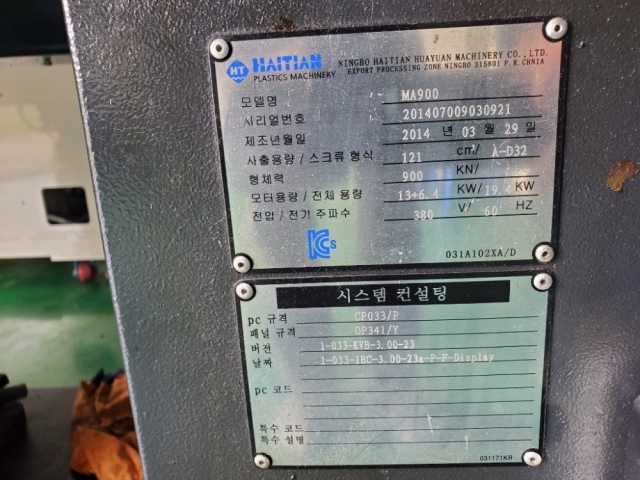 HT HAITIAN
PLASTICS MACHINERY
NINGBO HAITIAN HUAYUAN MACHINERY CO., LTD.
EXPORT PROCESSING ZONE NINGBO 315801 P.R.CHNIA
모델명 MA900
시리얼번호 201407009030921
제조년월일 2014 년 03 월 29 일
사출용량 / 스크류 형식 121 cm/ A-D32
형체력 900 KN/
모터용량 / 전체 용량 13+6.4 KW/ 19.4 KW
전압 / 전기 주파수 380 V/ 60 HZ
KCs
031A102XA/D
시스템 컨설팅
pc 규격 CP033/P
패널 규격 OP341/Y
버전 1-033-KVB-3.00-23
날짜 1-033-IEC-3.00-23a-P-F-Display
pc 코드
특수 코드
특수 설명
031171KR